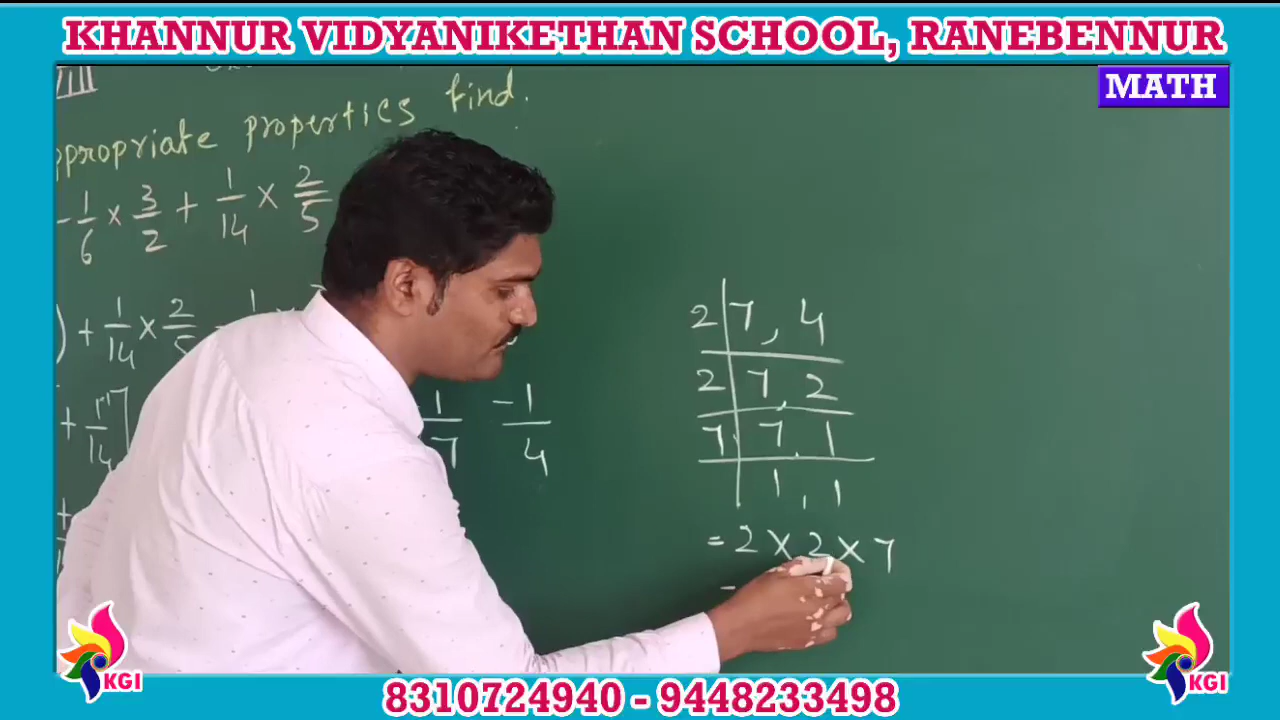 KHANNUR VIDYANIKETHAN SCHOOL, RANEBENNUR
MATH
VIII
ppropriate properties find.
- 1/6 × 3/2 + 1/14 × 2/5
) + 1/14 × 2/5
+ 1/14
1/7 -1/4
2 | 7, 4
2 | 7, 2
7 | 7, 1
| 1, 1
= 2 × 2 × 7
KGI
KGI
8310724940 - 9448233498